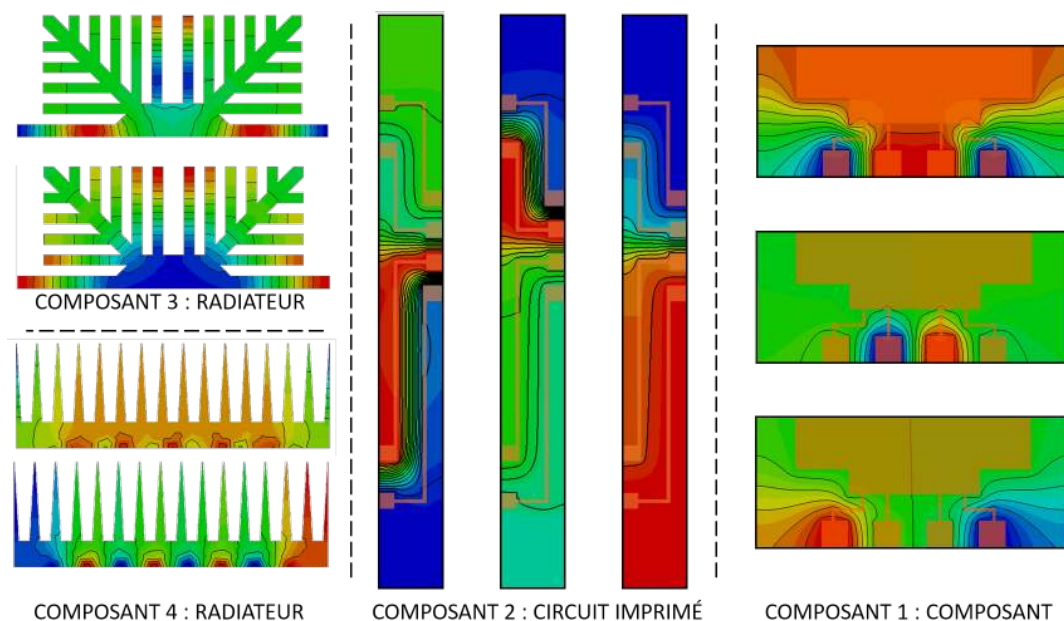 COMPOSANT 3 : RADIATEUR
COMPOSANT 4 : RADIATEUR
COMPOSANT 2 : CIRCUIT IMPRIMÉ
COMPOSANT 1 : COMPOSANT